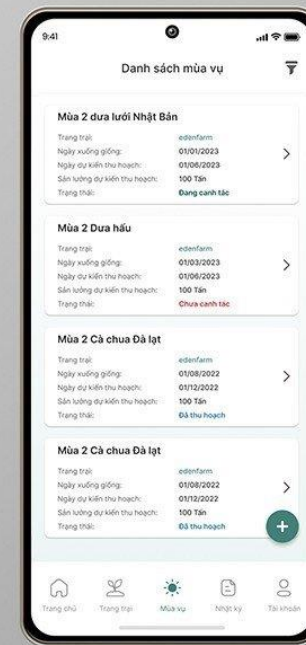 9:41
Danh sách mùa vụ
Mùa 2 dưa lưới Nhật Bản
Trang trại: edenfarm
Ngày xuống giống: 01/01/2023
Ngày dự kiến thu hoạch: 01/06/2023
Sản lượng dự kiến thu hoạch: 100 Tấn
Trạng thái: Đang canh tác
Mùa 2 Dưa hấu
Trang trại: edenfarm
Ngày xuống giống: 01/03/2023
Ngày dự kiến thu hoạch: 01/06/2023
Sản lượng dự kiến thu hoạch: 100 Tấn
Trạng thái: Chưa canh tác
Mùa 2 Cà chua Đà lạt
Trang trại: edenfarm
Ngày xuống giống: 01/08/2022
Ngày dự kiến thu hoạch: 01/12/2022
Sản lượng dự kiến thu hoạch: 100 Tấn
Trạng thái: Đã thu hoạch
Mùa 2 Cà chua Đà lạt
Trang trại: edenfarm
Ngày xuống giống: 01/08/2022
Ngày dự kiến thu hoạch: 01/12/2022
Sản lượng dự kiến thu hoạch: 100 Tấn
Trạng thái: Đã thu hoạch
Trang chủ Trang trại Mùa vụ Nhật ký Tài khoản